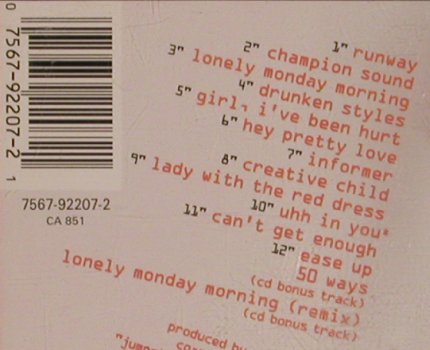 0 7567-92207-2 1
7567-92207-2
CA 851
1" runway
2" champion sound
3" lonely monday morning
4" drunken styles
5" girl, i've been hurt
6" hey pretty love
7" informer
8" creative child
9" lady with the red dress
10" uhh in you*
11" can't get enough
12" ease up
50 ways
(cd bonus track)
lonely monday morning (remix)
(cd bonus track)
produced by